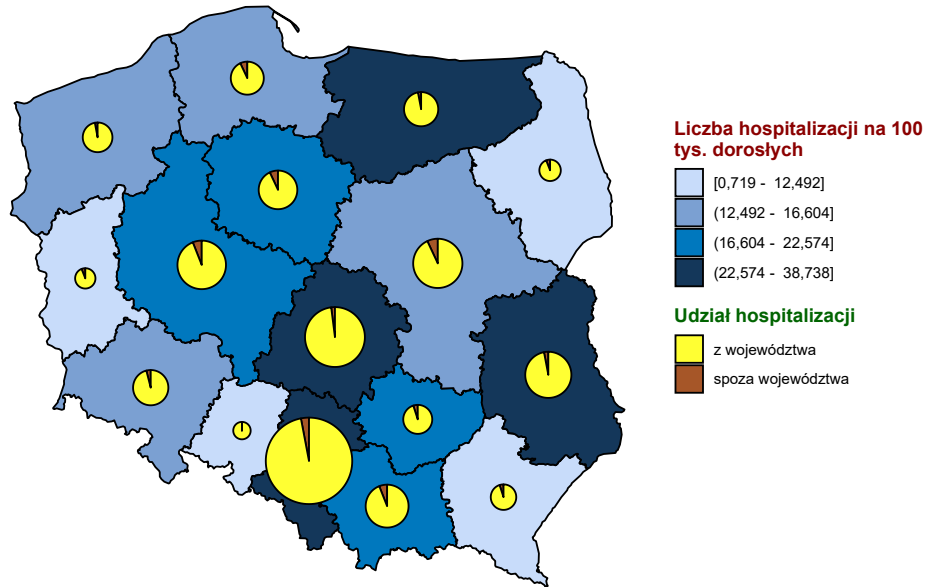 Liczba hospitalizacji na 100
tys. dorosłych
[0,719 - 12,492]
(12,492 - 16,604]
(16,604 - 22,574]
(22,574 - 38,738]
Udział hospitalizacji
z województwa
spoza województwa